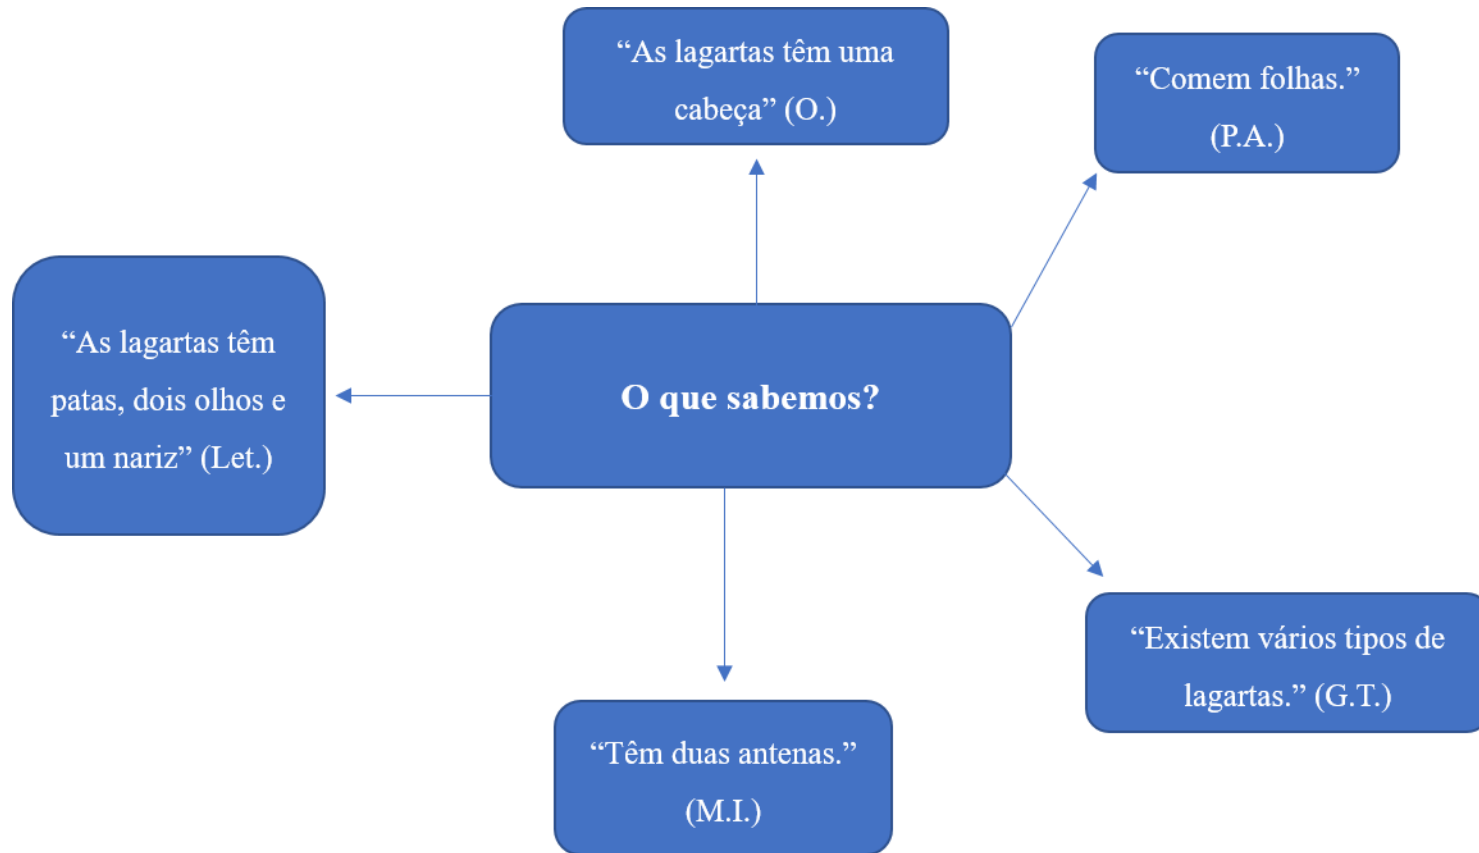 “As lagartas têm uma
cabeça” (O.)
“Comem folhas.”
(P.A.)
“As lagartas têm
patas, dois olhos e
um nariz” (Let.)
O que sabemos?
“Existem vários tipos de
lagartas.” (G.T.)
“Têm duas antenas.”
(M.I.)